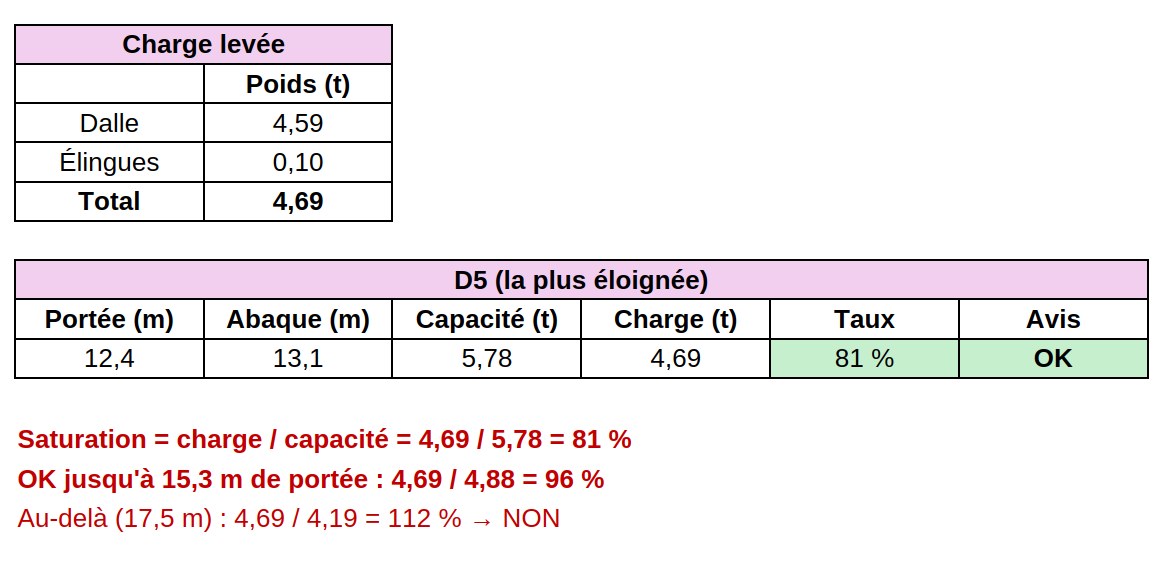 Charge levée
Poids (t)
Dalle 4,59
Élingues 0,10
Total 4,69
D5 (la plus éloignée)
Portée (m) Abaque (m) Capacité (t) Charge (t) Taux Avis
12,4 13,1 5,78 4,69 81 % OK
Saturation = charge / capacité = 4,69 / 5,78 = 81 %
OK jusqu'à 15,3 m de portée : 4,69 / 4,88 = 96 %
Au-delà (17,5 m) : 4,69 / 4,19 = 112 % → NON